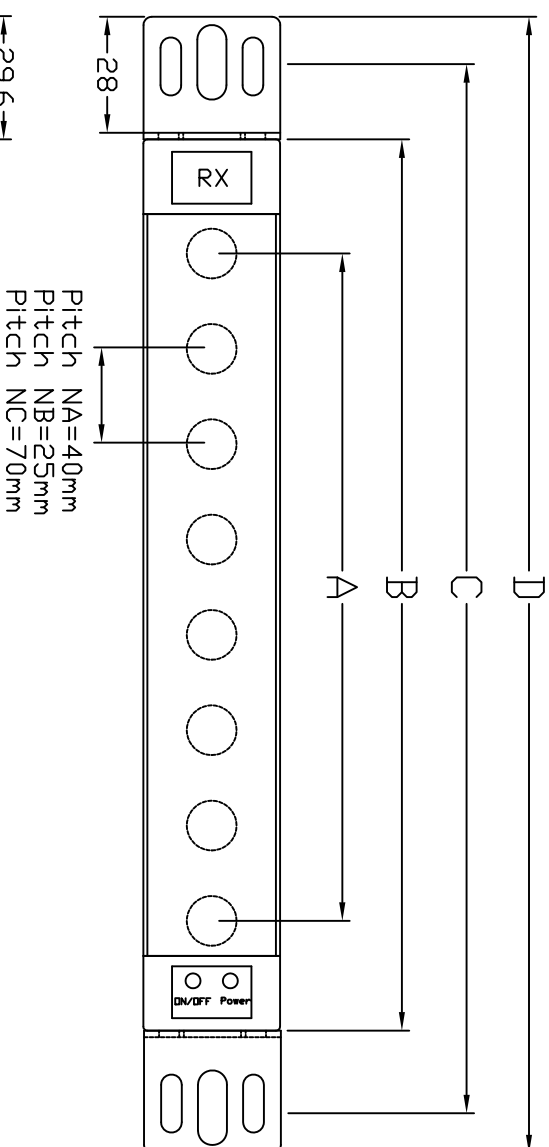 29.6
28
RX
Pitch NA=40mm
Pitch NB=25mm
Pitch NC=70mm
A
B
C
D
ON/OFF Power